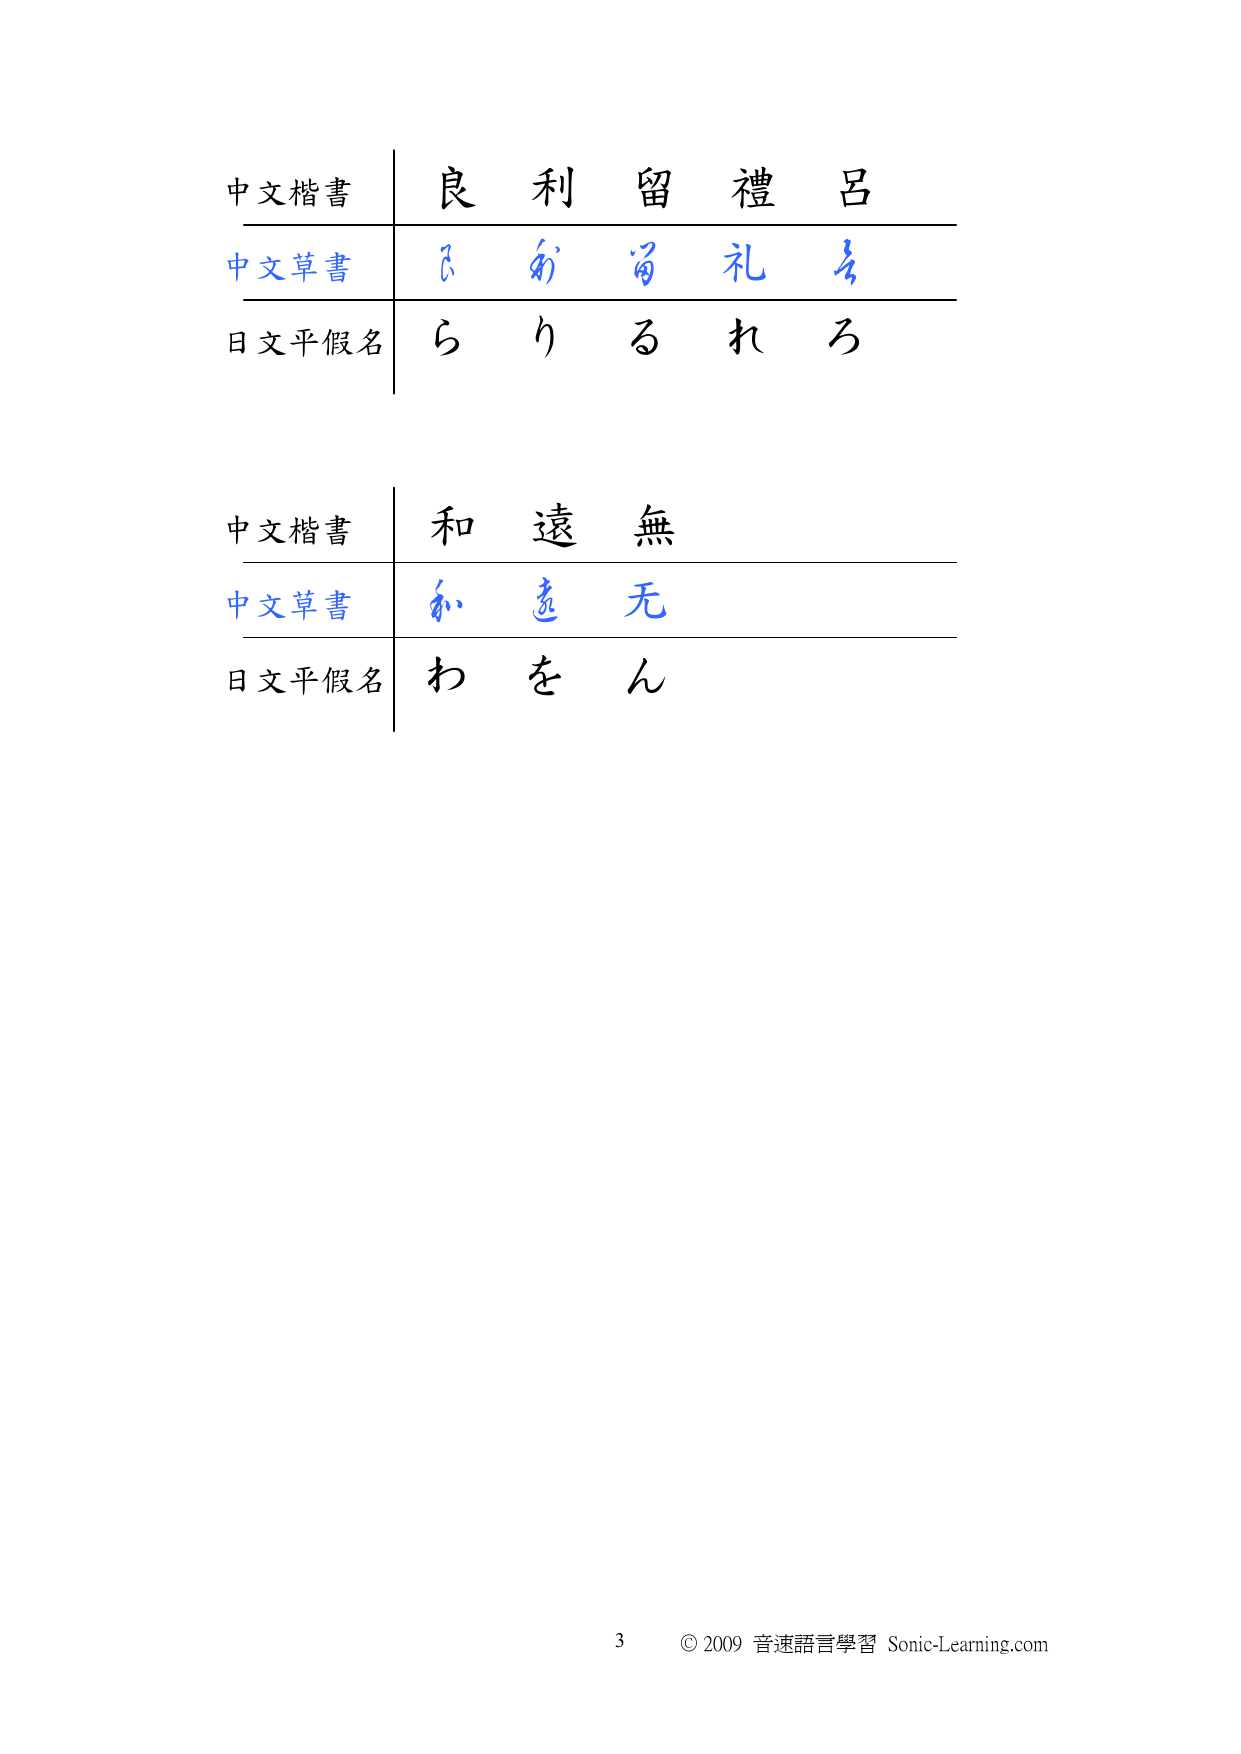 中文楷書 良 利 留 禮 呂
中文草書 良 利 留 礼 呂
日文平假名 ら り る れ ろ
中文楷書 和 遠 無
中文草書 和 遠 无
日文平假名 わ を ん
3 © 2009 音速語言學習 Sonic-Learning.com